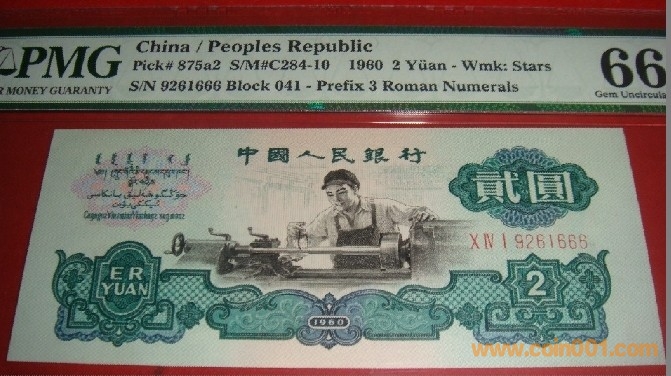 PMG
MONEY GUARANTY
China / Peoples Republic
Pick# 875a2 S/M#C284-10 1960 2 Yüan - Wmk: Stars
S/N 9261666 Block 041 - Prefix 3 Roman Numerals
66
Gem Uncircula
中國人民銀行
貳圓
XIVI 9261666
ER
YUAN
1960
2
www.coin001.com